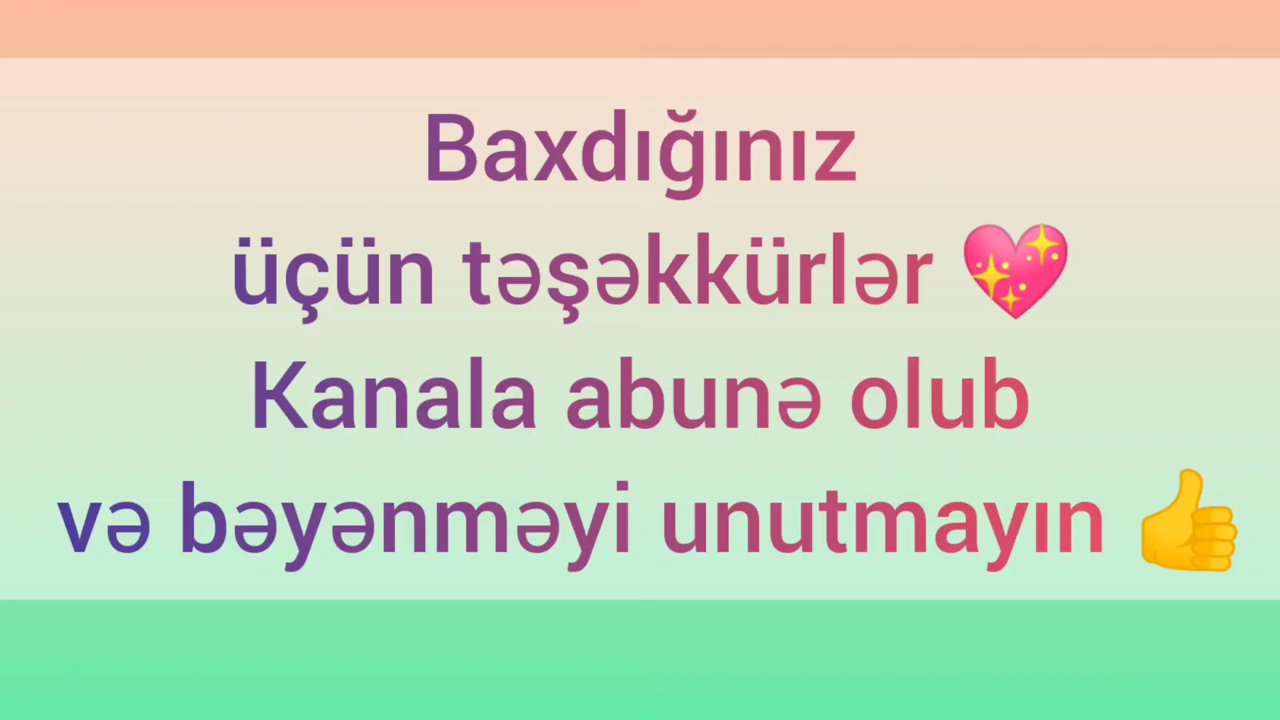 Baxdığınız
üçün təşəkkürlər 💖
Kanala abunə olub
və bəyənməyi unutmayın 👍